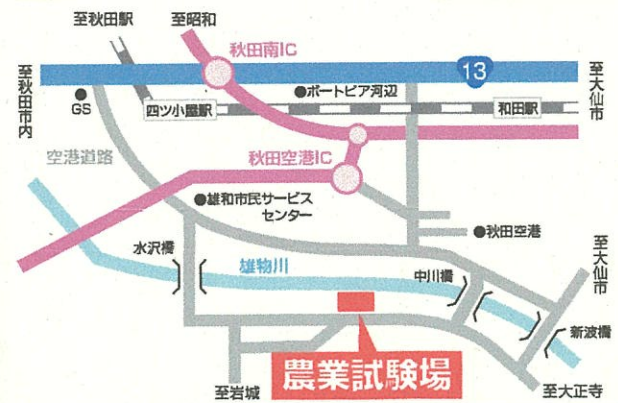 至秋田駅
至昭和
秋田南IC
13
至秋田市内
至大仙市
GS
四ツ小屋駅
●ポートピア河辺
和田駅
空港道路
秋田空港IC
●雄和市民サービス
センター
●秋田空港
水沢橋
雄物川
中川橋
至大仙市
新波橋
農業試験場
至岩城
至大正寺